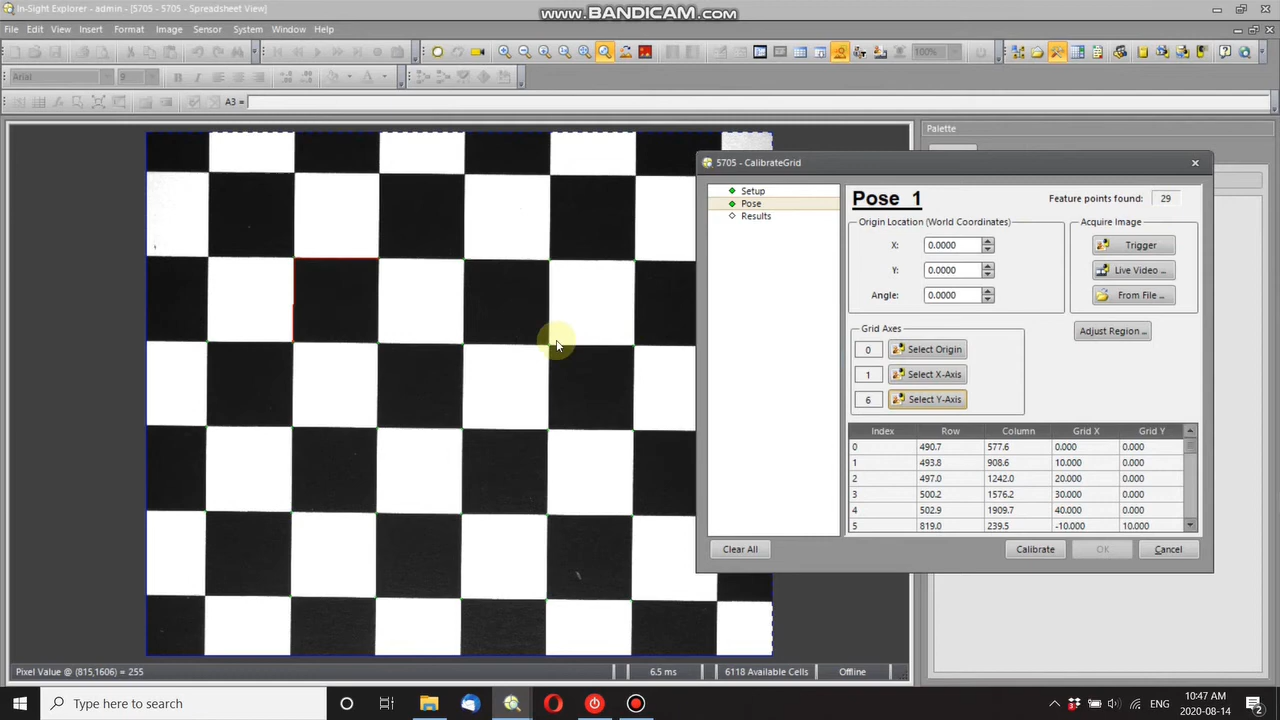 In-Sight Explorer - admin - [5705 - 5705 - Spreadsheet View]
www.BANDICAM.com
File Edit View Insert Format Image Sensor System Window Help
100%
Arial 9
A3 =
Palette
5705 - CalibrateGrid
Setup
Pose
Results
Pose 1
Feature points found: 29
Origin Location (World Coordinates)
X: 0.0000
Y: 0.0000
Angle: 0.0000
Acquire Image
Trigger
Live Video ...
From File ...
Adjust Region ...
Grid Axes
0 Select Origin
1 Select X-Axis
6 Select Y-Axis
Index Row Column Grid X Grid Y
0 490.7 577.6 0.000 0.000
1 493.8 908.6 10.000 0.000
2 497.0 1242.0 20.000 0.000
3 500.2 1576.2 30.000 0.000
4 502.9 1909.7 40.000 0.000
5 819.0 239.5 -10.000 10.000
Clear All Calibrate OK Cancel
Pixel Value @ (815,1606) = 255 6.5 ms 6118 Available Cells Offline
Type here to search
ENG
10:47 AM
2020-08-14
2